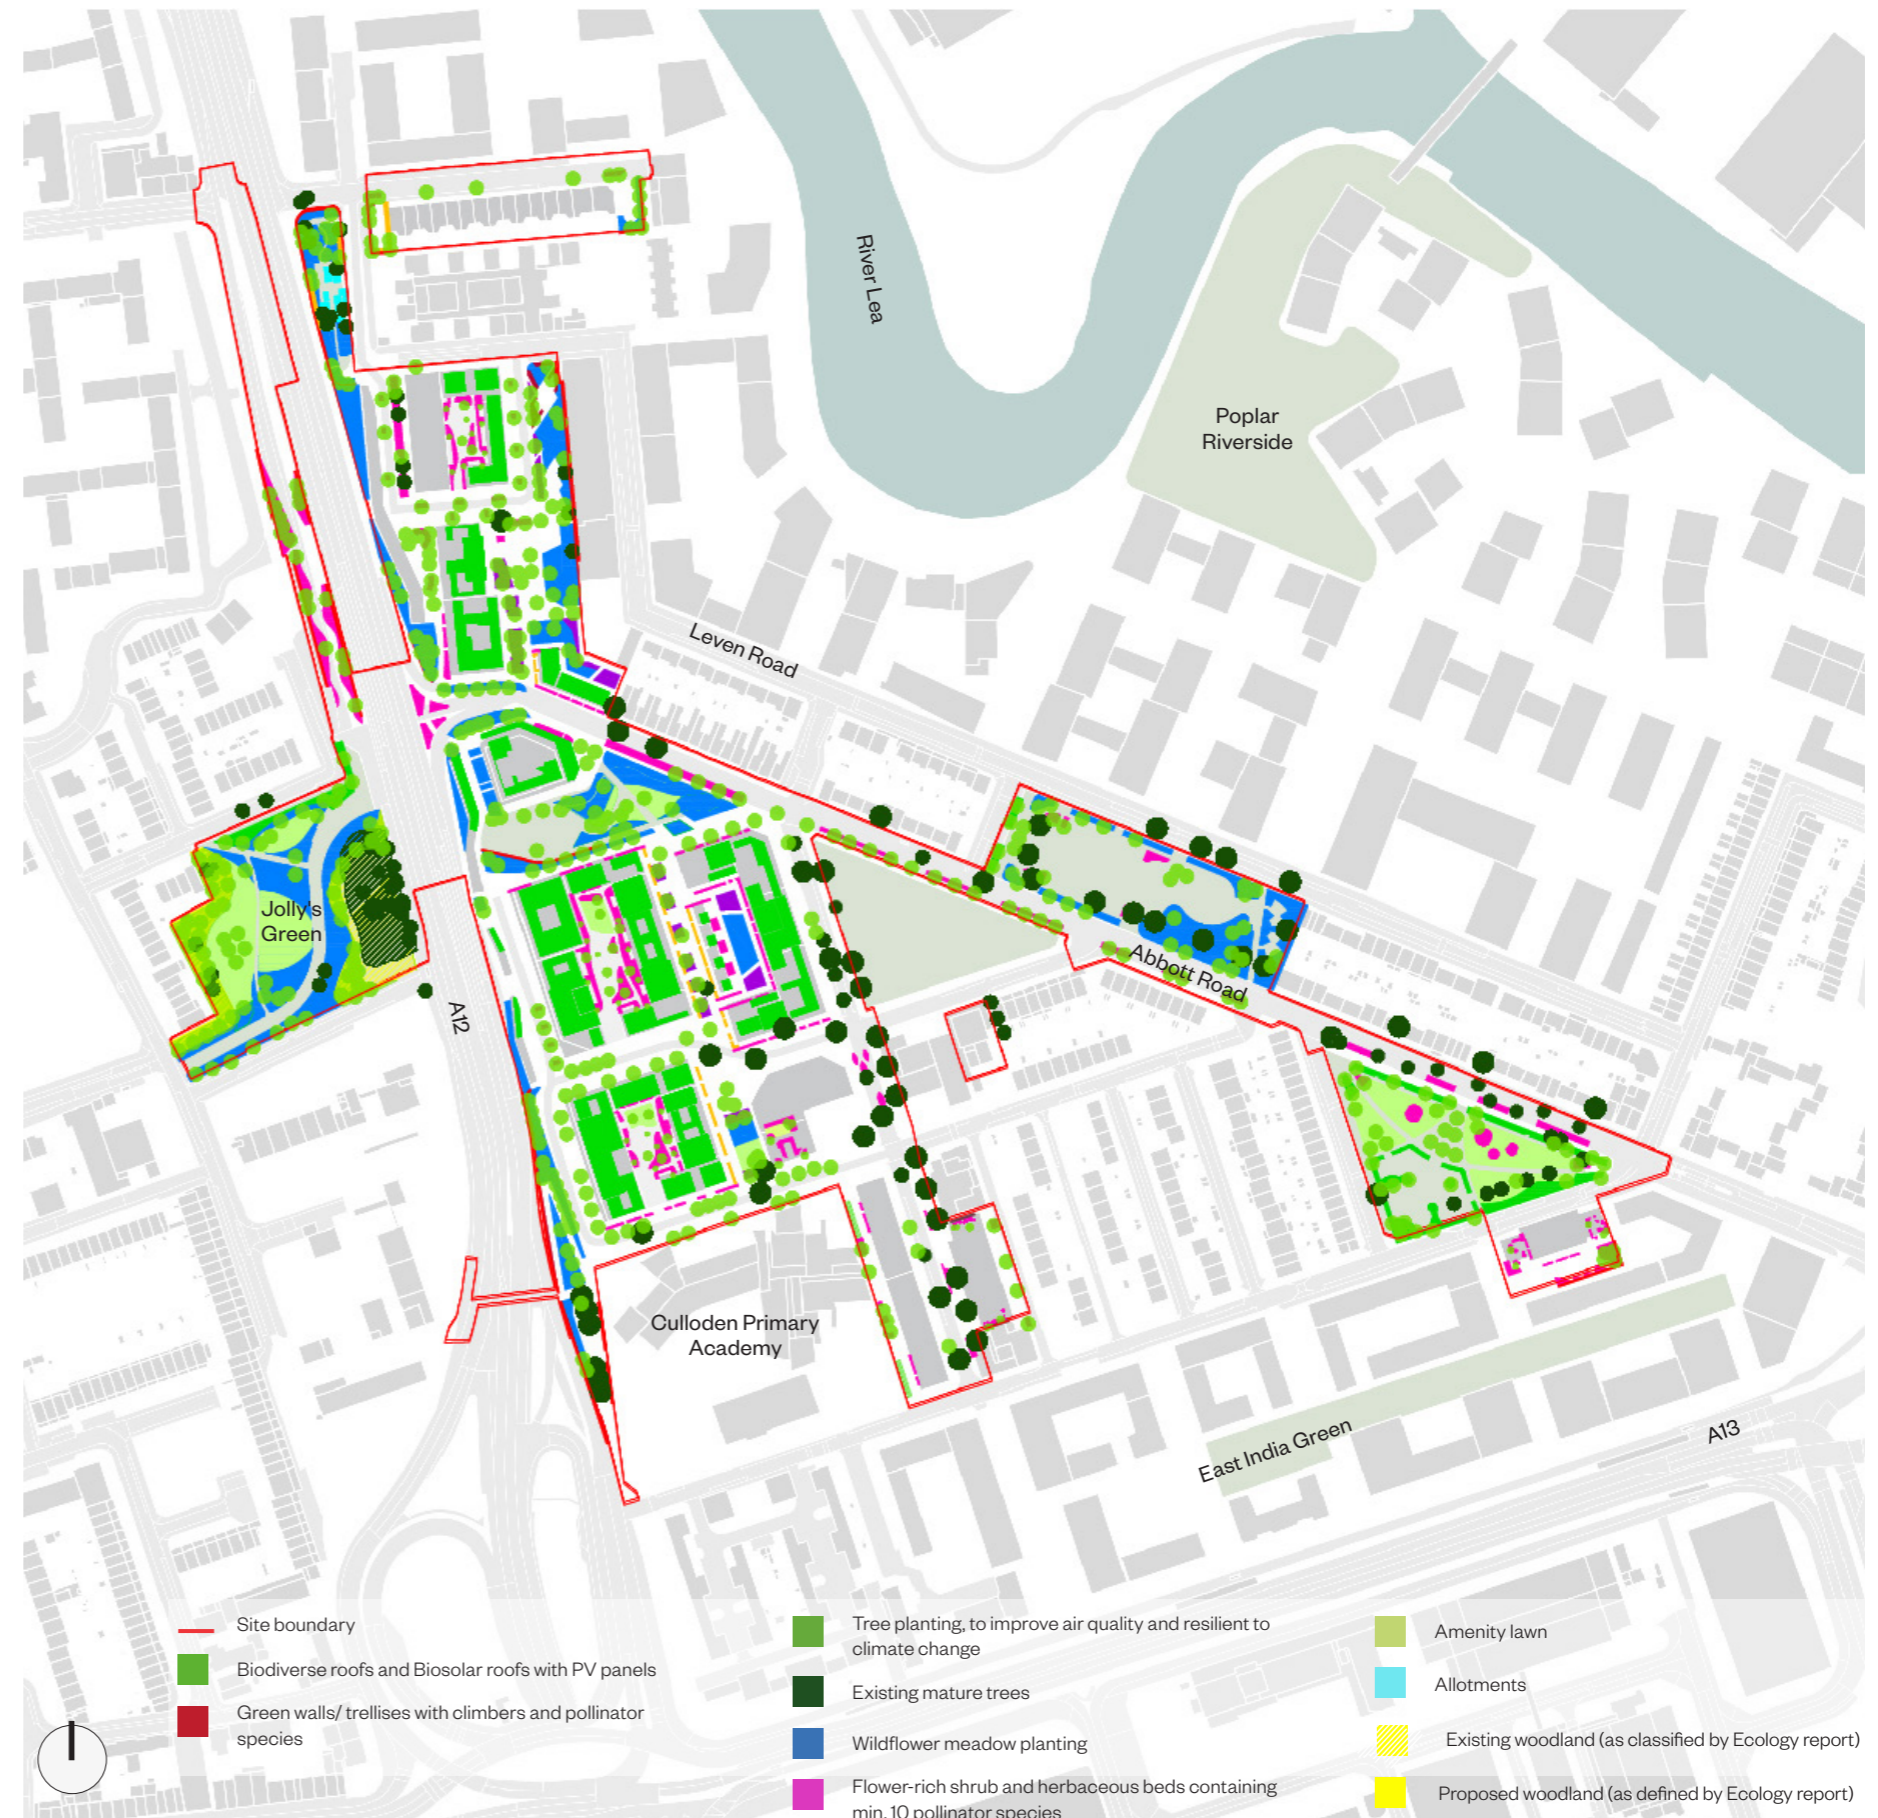 River Lea
Poplar
Riverside
Leven Road
Jolly's
Green
Abbott Road
A12
Culloden Primary
Academy
East India Green
A13
Site boundary
Biodiverse roofs and Biosolar roofs with PV panels
Green walls/ trellises with climbers and pollinator
species
Tree planting, to improve air quality and resilient to
climate change
Existing mature trees
Wildflower meadow planting
Flower-rich shrub and herbaceous beds containing
min. 10 pollinator species
Amenity lawn
Allotments
Existing woodland (as classified by Ecology report)
Proposed woodland (as defined by Ecology report)